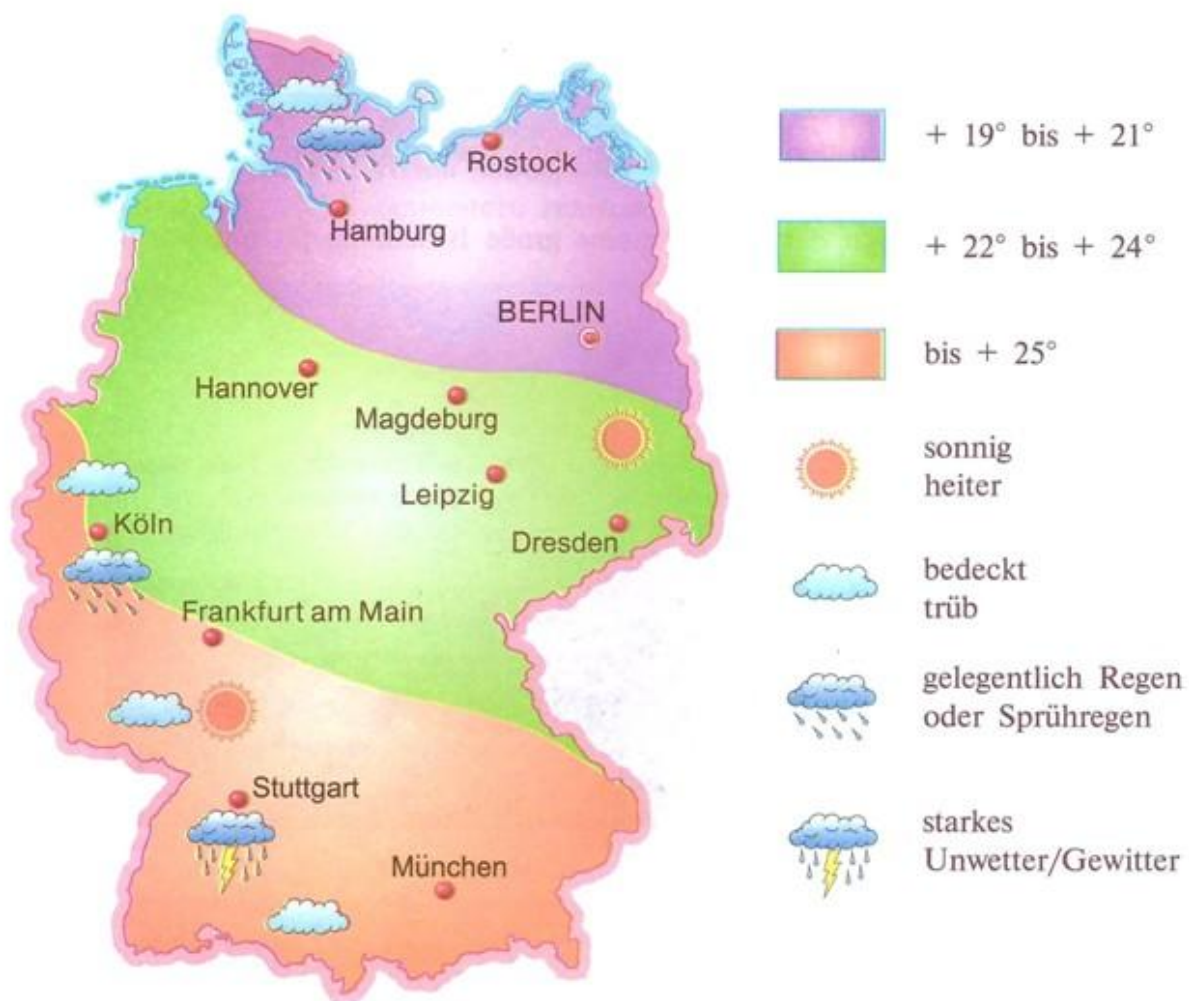 Rostock
Hamburg
BERLIN
Hannover
Magdeburg
Leipzig
Köln
Dresden
Frankfurt am Main
Stuttgart
München
+ 19° bis + 21°
+ 22° bis + 24°
bis + 25°
sonnig
heiter
bedeckt
trüb
gelegentlich Regen
oder Sprühregen
starkes
Unwetter/Gewitter